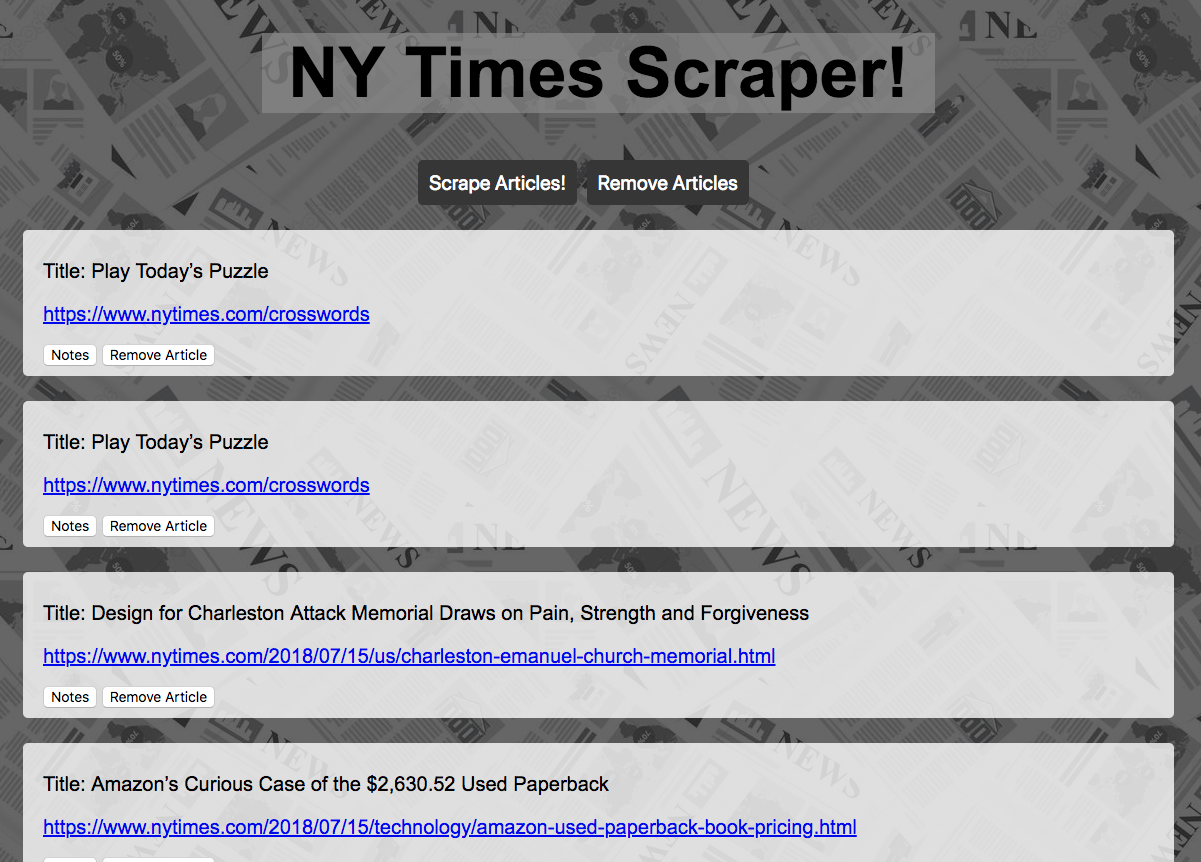 NY Times Scraper!
Scrape Articles! Remove Articles
Title: Play Today’s Puzzle
https://www.nytimes.com/crosswords
Notes Remove Article
Title: Play Today’s Puzzle
https://www.nytimes.com/crosswords
Notes Remove Article
Title: Design for Charleston Attack Memorial Draws on Pain, Strength and Forgiveness
https://www.nytimes.com/2018/07/15/us/charleston-emanuel-church-memorial.html
Notes Remove Article
Title: Amazon’s Curious Case of the $2,630.52 Used Paperback
https://www.nytimes.com/2018/07/15/technology/amazon-used-paperback-book-pricing.html